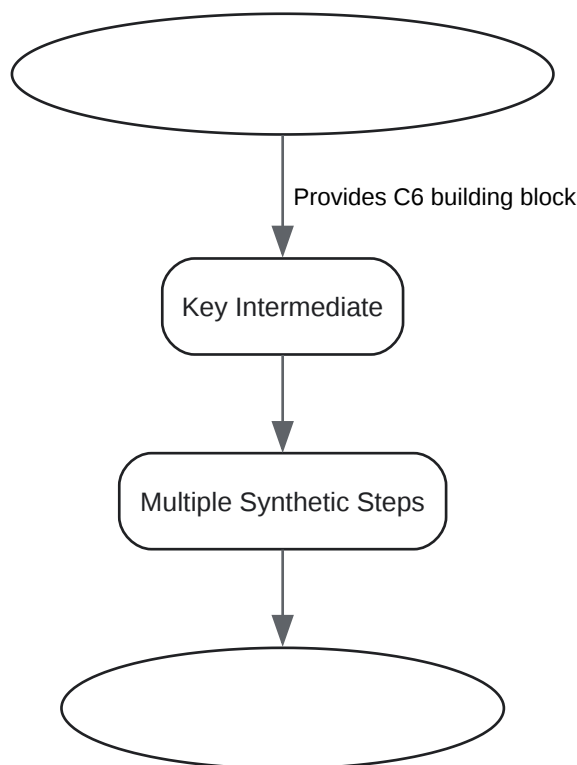 Provides C6 building block
Key Intermediate
Multiple Synthetic Steps